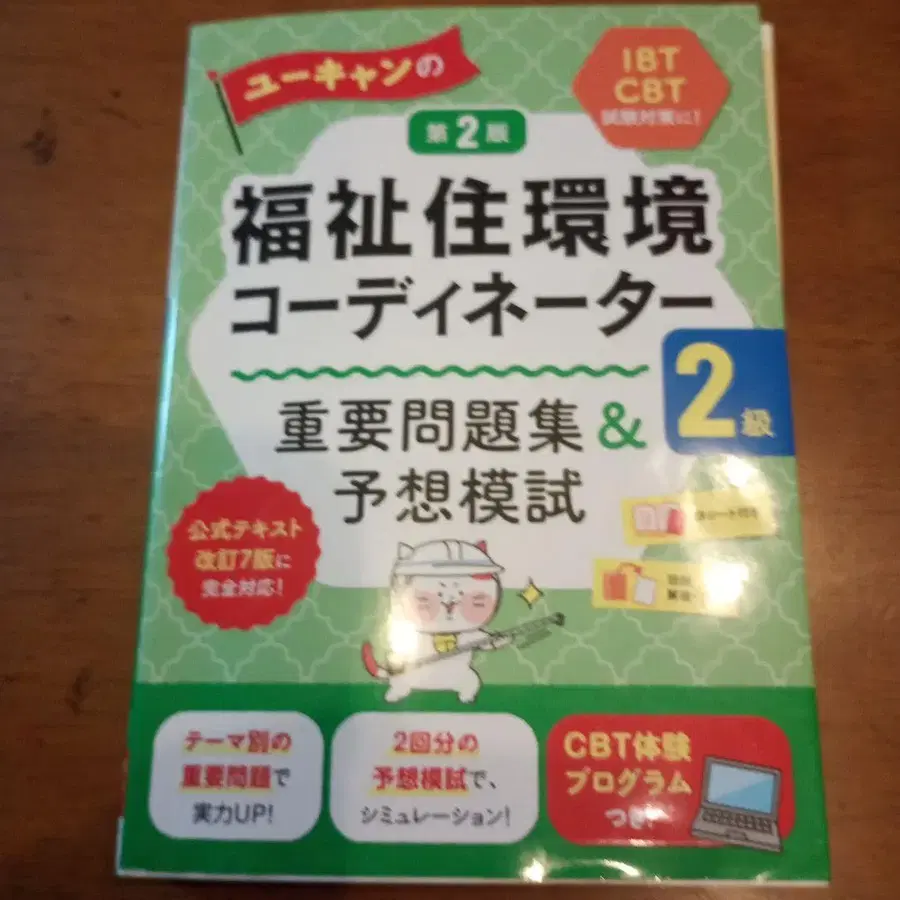 ユーキャンの
IBT
CBT
試験対策に!
第2版
福祉住環境
コーディネーター
2級
重要問題集&
予想模試
公式テキスト
改訂7版に
完全対応!
テーマ別の
重要問題で
実力UP!
2回分の
予想模試で、
シミュレーション!
CBT体験
プログラム
つき!